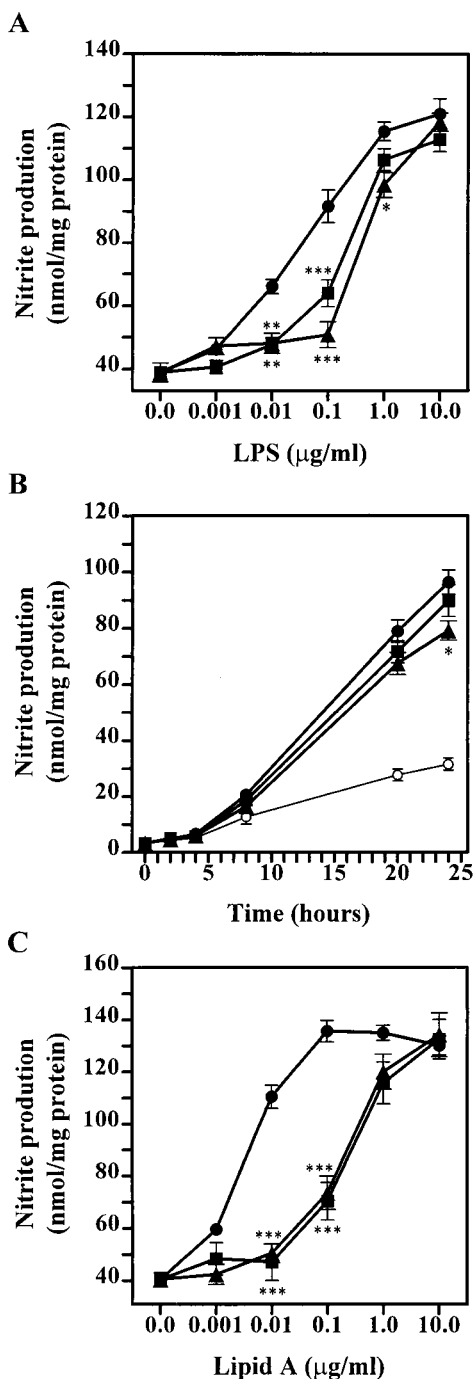 A
Nitrite prodution
(nmol/mg protein)
140
120
100
80
60
40
***
**
**
***
*
0.0 0.001 0.01 0.1 1.0 10.0
LPS (μg/ml)
B
Nitrite prodution
(nmol/mg protein)
120
100
80
60
40
20
0
*
0 5 10 15 20 25
Time (hours)
C
Nitrite prodution
(nmol/mg protein)
160
140
120
100
80
60
40
***
***
***
***
0.0 0.001 0.01 0.1 1.0 10.0
Lipid A (μg/ml)